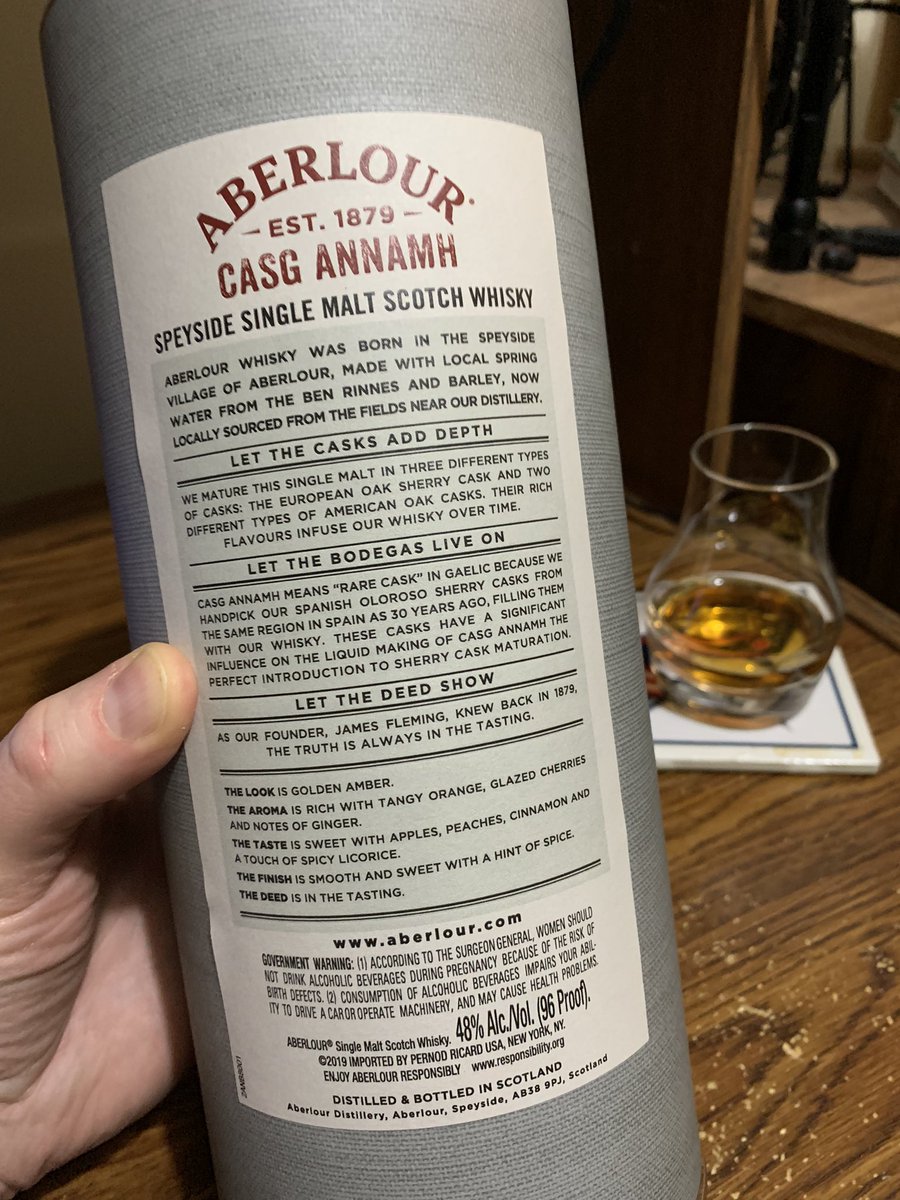 ABERLOUR
EST. 1879
CASG ANNAMH
SPEYSIDE SINGLE MALT SCOTCH WHISKY
ABERLOUR WHISKY WAS BORN IN THE SPEYSIDE
VILLAGE OF ABERLOUR, MADE WITH LOCAL SPRING
WATER FROM THE BEN RINNES AND BARLEY, NOW
LOCALLY SOURCED FROM THE FIELDS NEAR OUR DISTILLERY.
LET THE CASKS ADD DEPTH
WE MATURE THIS SINGLE MALT IN THREE DIFFERENT TYPES
OF CASKS: THE EUROPEAN OAK SHERRY CASK AND TWO
DIFFERENT TYPES OF AMERICAN OAK CASKS. THEIR RICH
FLAVOURS INFUSE OUR WHISKY OVER TIME.
LET THE BODEGAS LIVE ON
CASG ANNAMH MEANS “RARE CASK” IN GAELIC BECAUSE WE
HANDPICK OUR SPANISH OLOROSO SHERRY CASKS FROM
THE SAME REGION IN SPAIN AS 30 YEARS AGO, FILLING THEM
WITH OUR WHISKY. THESE CASKS HAVE A SIGNIFICANT
INFLUENCE ON THE LIQUID MAKING OF CASG ANNAMH THE
PERFECT INTRODUCTION TO SHERRY CASK MATURATION.
LET THE DEED SHOW
AS OUR FOUNDER, JAMES FLEMING, KNEW BACK IN 1879,
THE TRUTH IS ALWAYS IN THE TASTING.
THE LOOK IS GOLDEN AMBER.
THE AROMA IS RICH WITH TANGY ORANGE, GLAZED CHERRIES
AND NOTES OF GINGER.
THE TASTE IS SWEET WITH APPLES, PEACHES, CINNAMON AND
A TOUCH OF SPICY LICORICE.
THE FINISH IS SMOOTH AND SWEET WITH A HINT OF SPICE.
THE DEED IS IN THE TASTING.
www.aberlour.com
GOVERNMENT WARNING: (1) ACCORDING TO THE SURGEON GENERAL, WOMEN SHOULD
NOT DRINK ALCOHOLIC BEVERAGES DURING PREGNANCY BECAUSE OF THE RISK OF
BIRTH DEFECTS. (2) CONSUMPTION OF ALCOHOLIC BEVERAGES IMPAIRS YOUR ABIL-
ITY TO DRIVE A CAR OR OPERATE MACHINERY, AND MAY CAUSE HEALTH PROBLEMS.
ABERLOUR® Single Malt Scotch Whisky. 48% Alc./Vol. (96 Proof).
©2019 IMPORTED BY PERNOD RICARD USA, NEW YORK, NY.
ENJOY ABERLOUR RESPONSIBLY www.responsibility.org
DISTILLED & BOTTLED IN SCOTLAND
Aberlour Distillery, Aberlour, Speyside, AB38 9PJ, Scotland